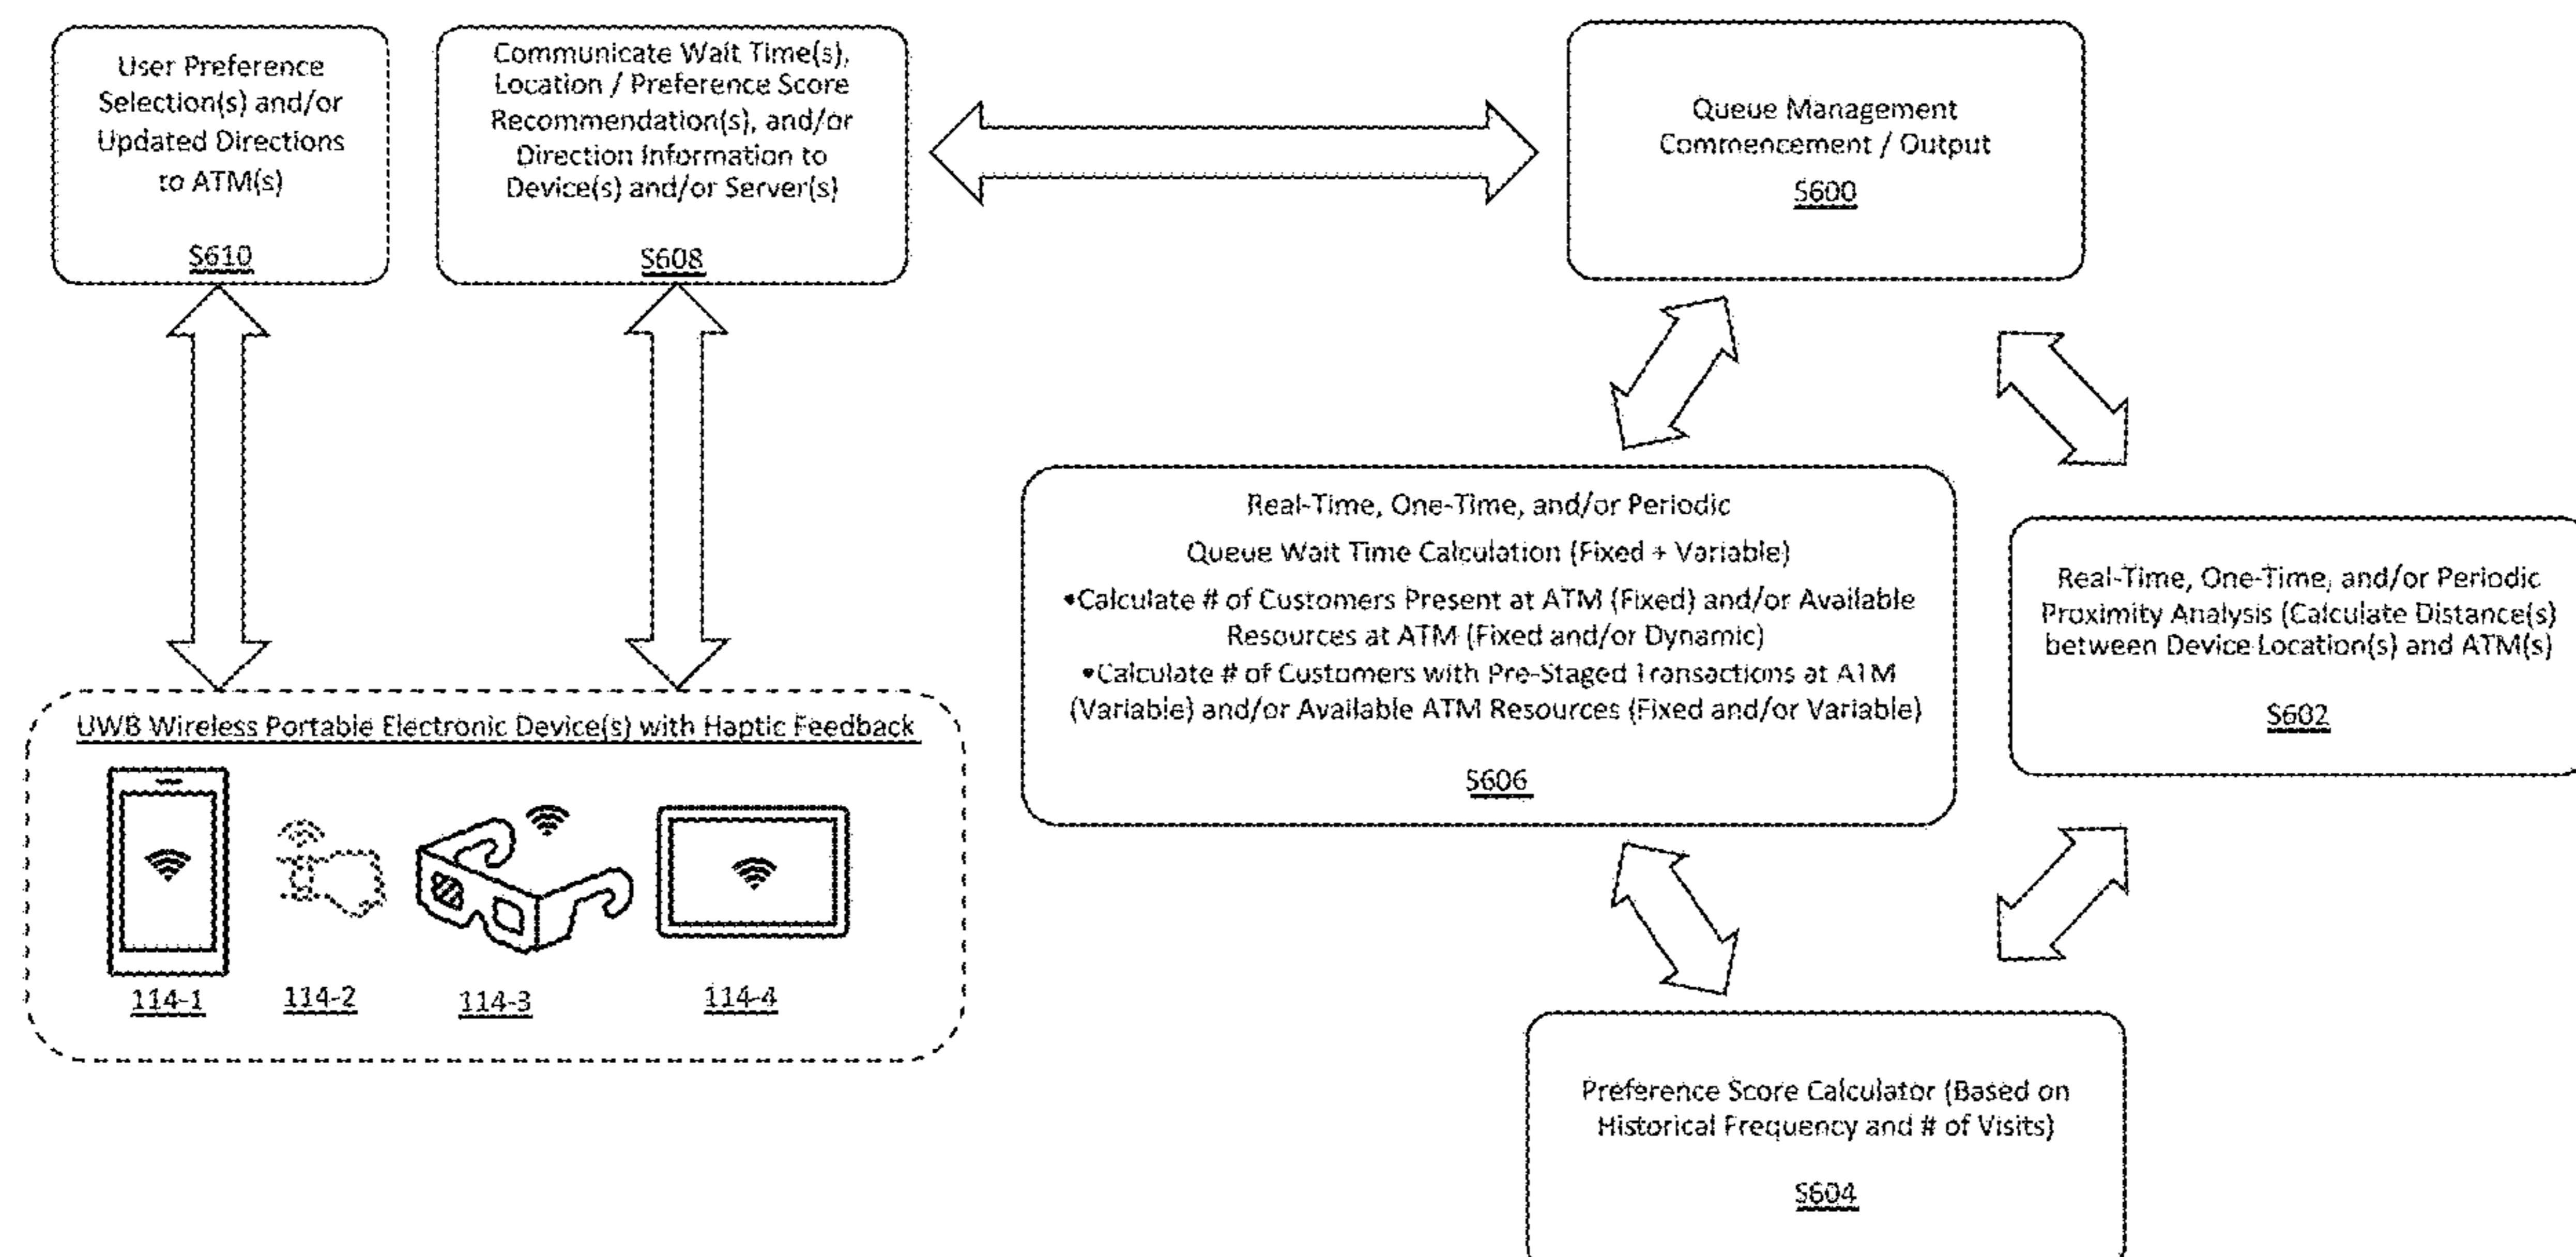 User Preference
Selection(s) and/or
Updated Directions
to ATM(s)
S610
Communicate Wait Time(s),
Location / Preference Score
Recommendation(s), and/or
Direction Information to
Device(s) and/or Server(s)
S608
Queue Management
Commencement / Output
S600
Real-Time, One-Time, and/or Periodic
Queue Wait Time Calculation (Fixed + Variable)
•Calculate # of Customers Present at ATM (Fixed) and/or Available
Resources at ATM (Fixed and/or Dynamic)
•Calculate # of Customers with Pre-Staged Transactions at ATM
(Variable) and/or Available ATM Resources (Fixed and/or Variable)
S606
Real-Time, One-Time, and/or Periodic
Proximity Analysis (Calculate Distance(s)
between Device Location(s) and ATM(s)
S602
UWB Wireless Portable Electronic Device(s) with Haptic Feedback
114-1
114-2
114-3
114-4
Preference Score Calculator (Based on
Historical Frequency and # of Visits)
S604